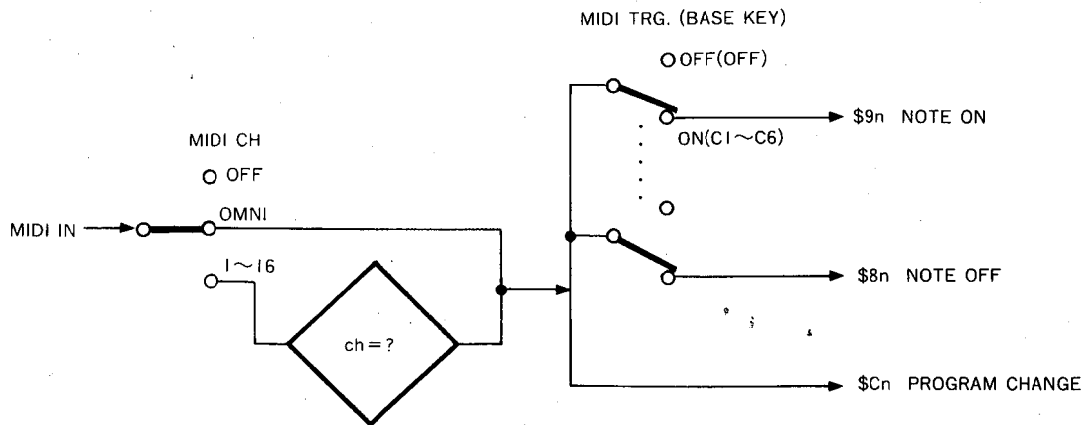 MIDI TRG. (BASE KEY)
OFF(OFF)
$9n NOTE ON
ON(C1～C6)
MIDI CH
OFF
OMNI
MIDI IN
1～16
$8n NOTE OFF
ch=?
$Cn PROGRAM CHANGE